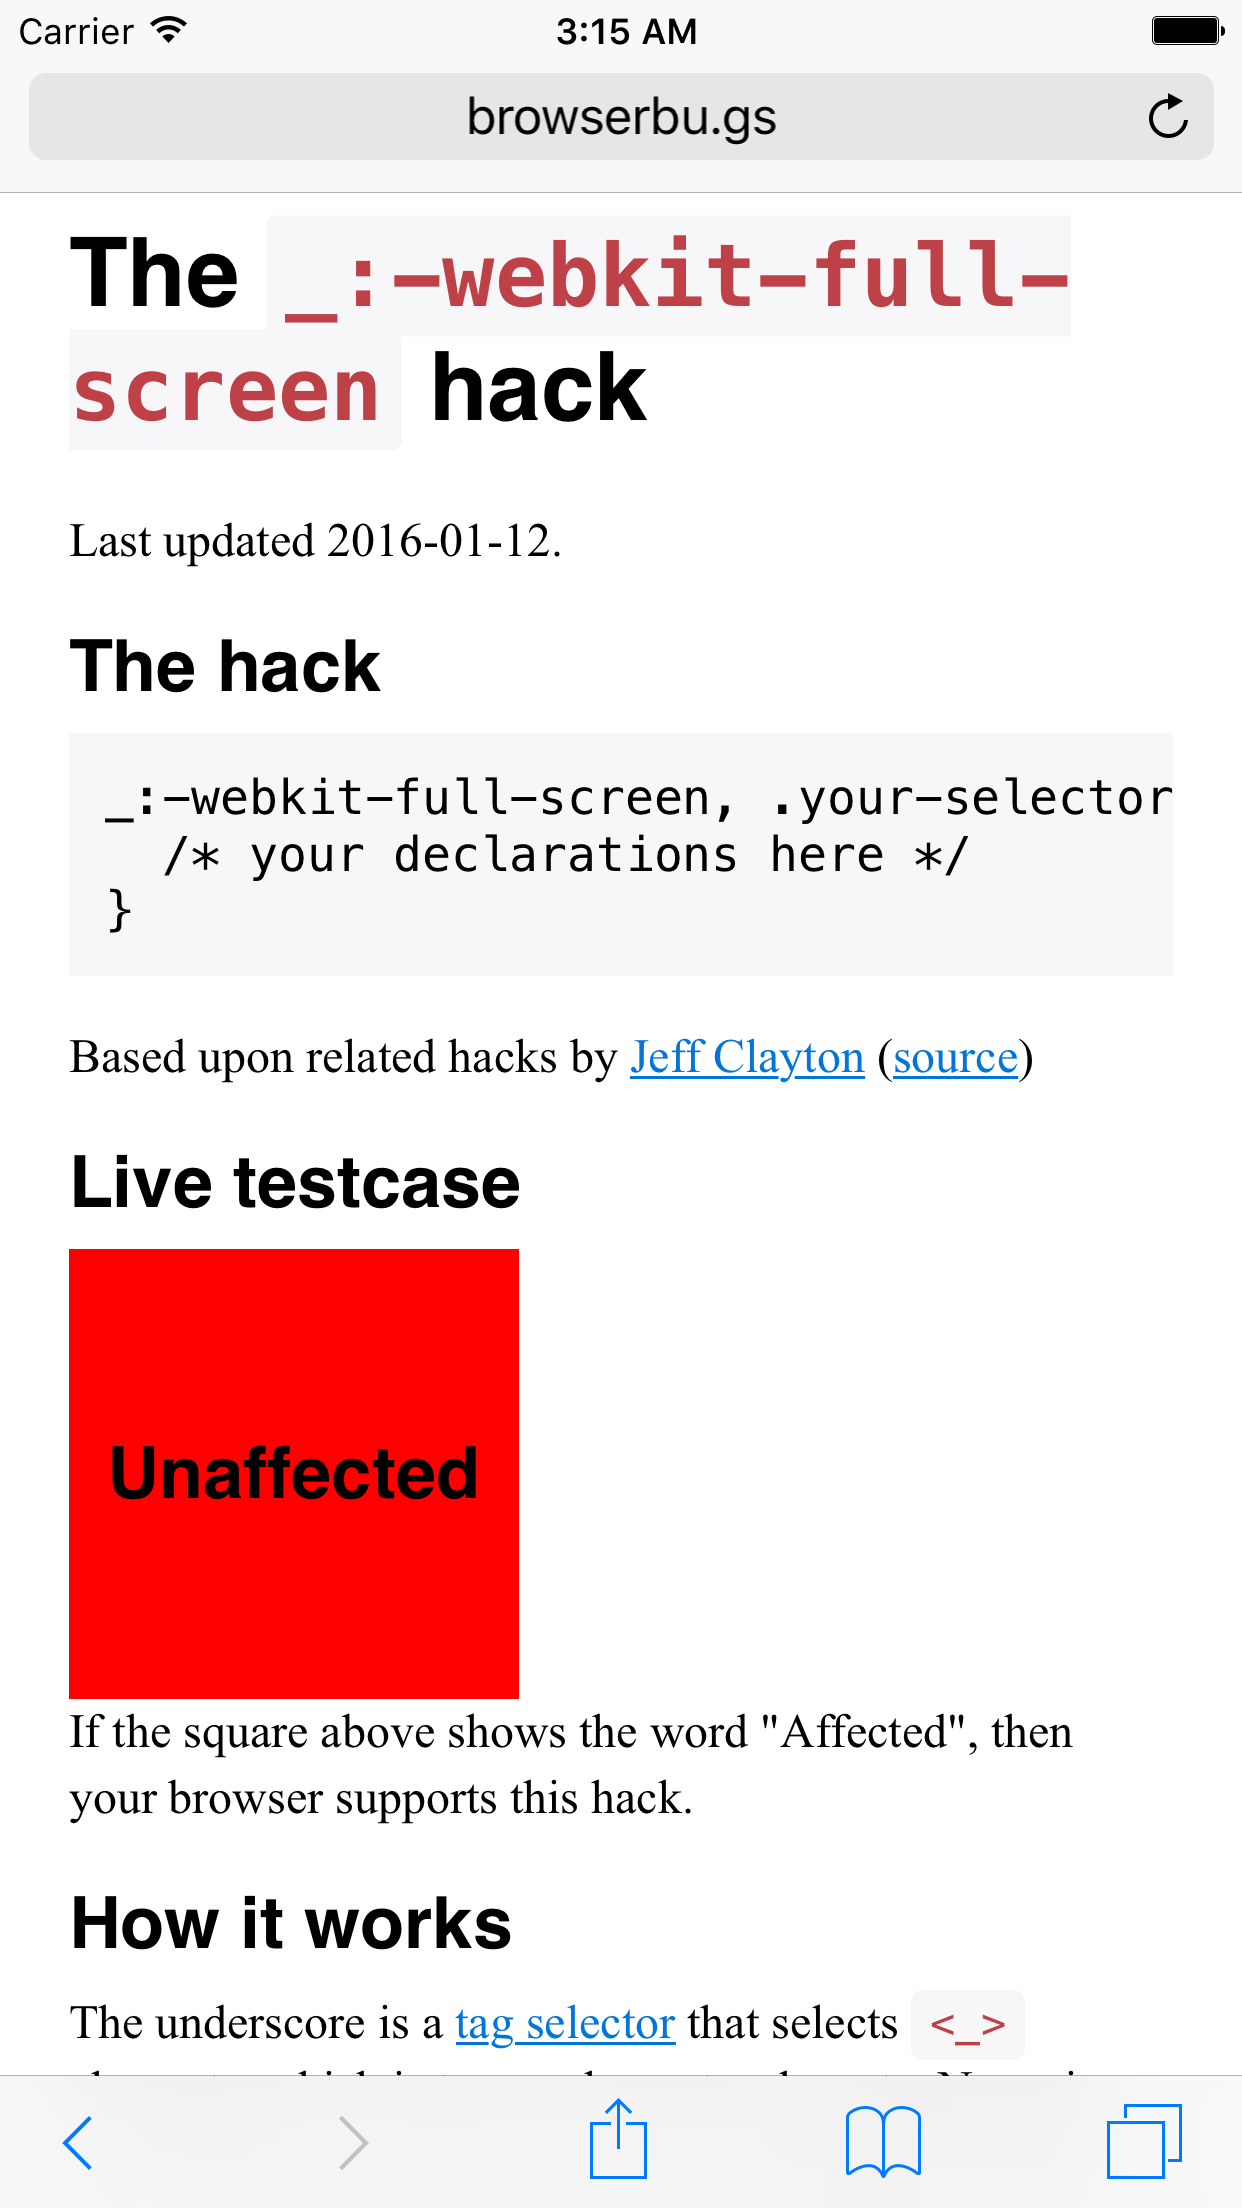 Carrier 3:15 AM
browserbu.gs
The _:-webkit-full-
screen hack
Last updated 2016-01-12.
The hack
_:-webkit-full-screen, .your-selector
/* your declarations here */
}
Based upon related hacks by Jeff Clayton (source)
Live testcase
Unaffected
If the square above shows the word "Affected", then
your browser supports this hack.
How it works
The underscore is a tag selector that selects <_>